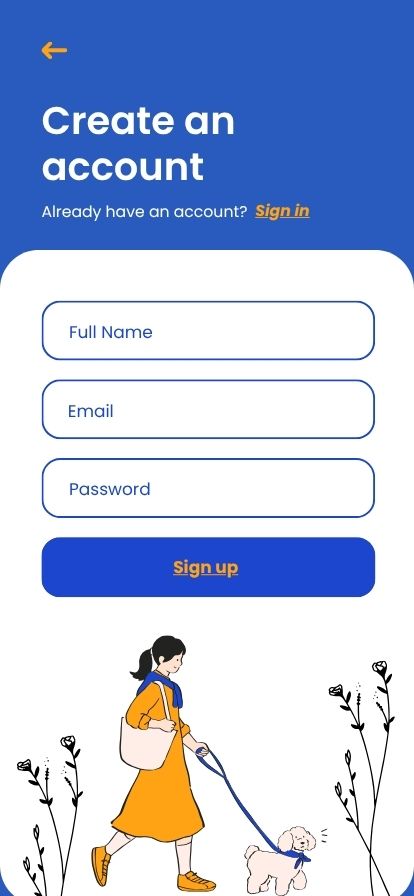 Create an
account
Already have an account? Sign in
Full Name
Email
Password
Sign up